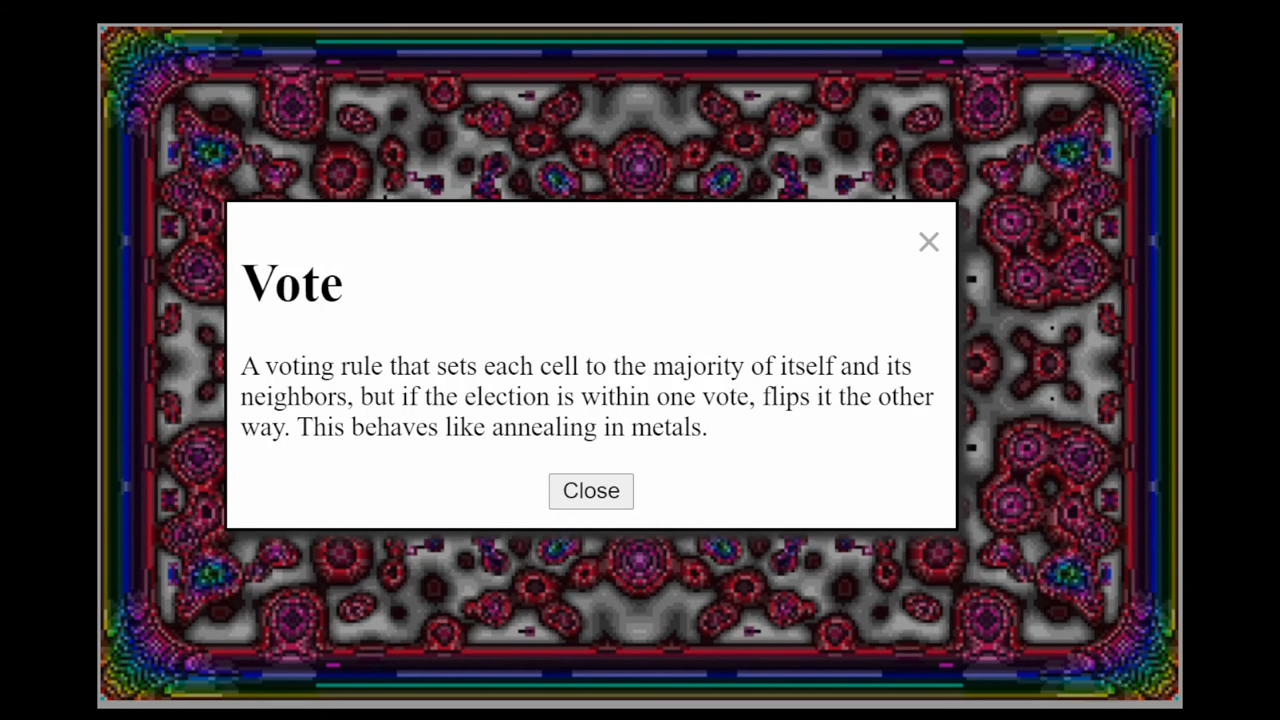 ×
Vote
A voting rule that sets each cell to the majority of itself and its
neighbors, but if the election is within one vote, flips it the other
way. This behaves like annealing in metals.
Close